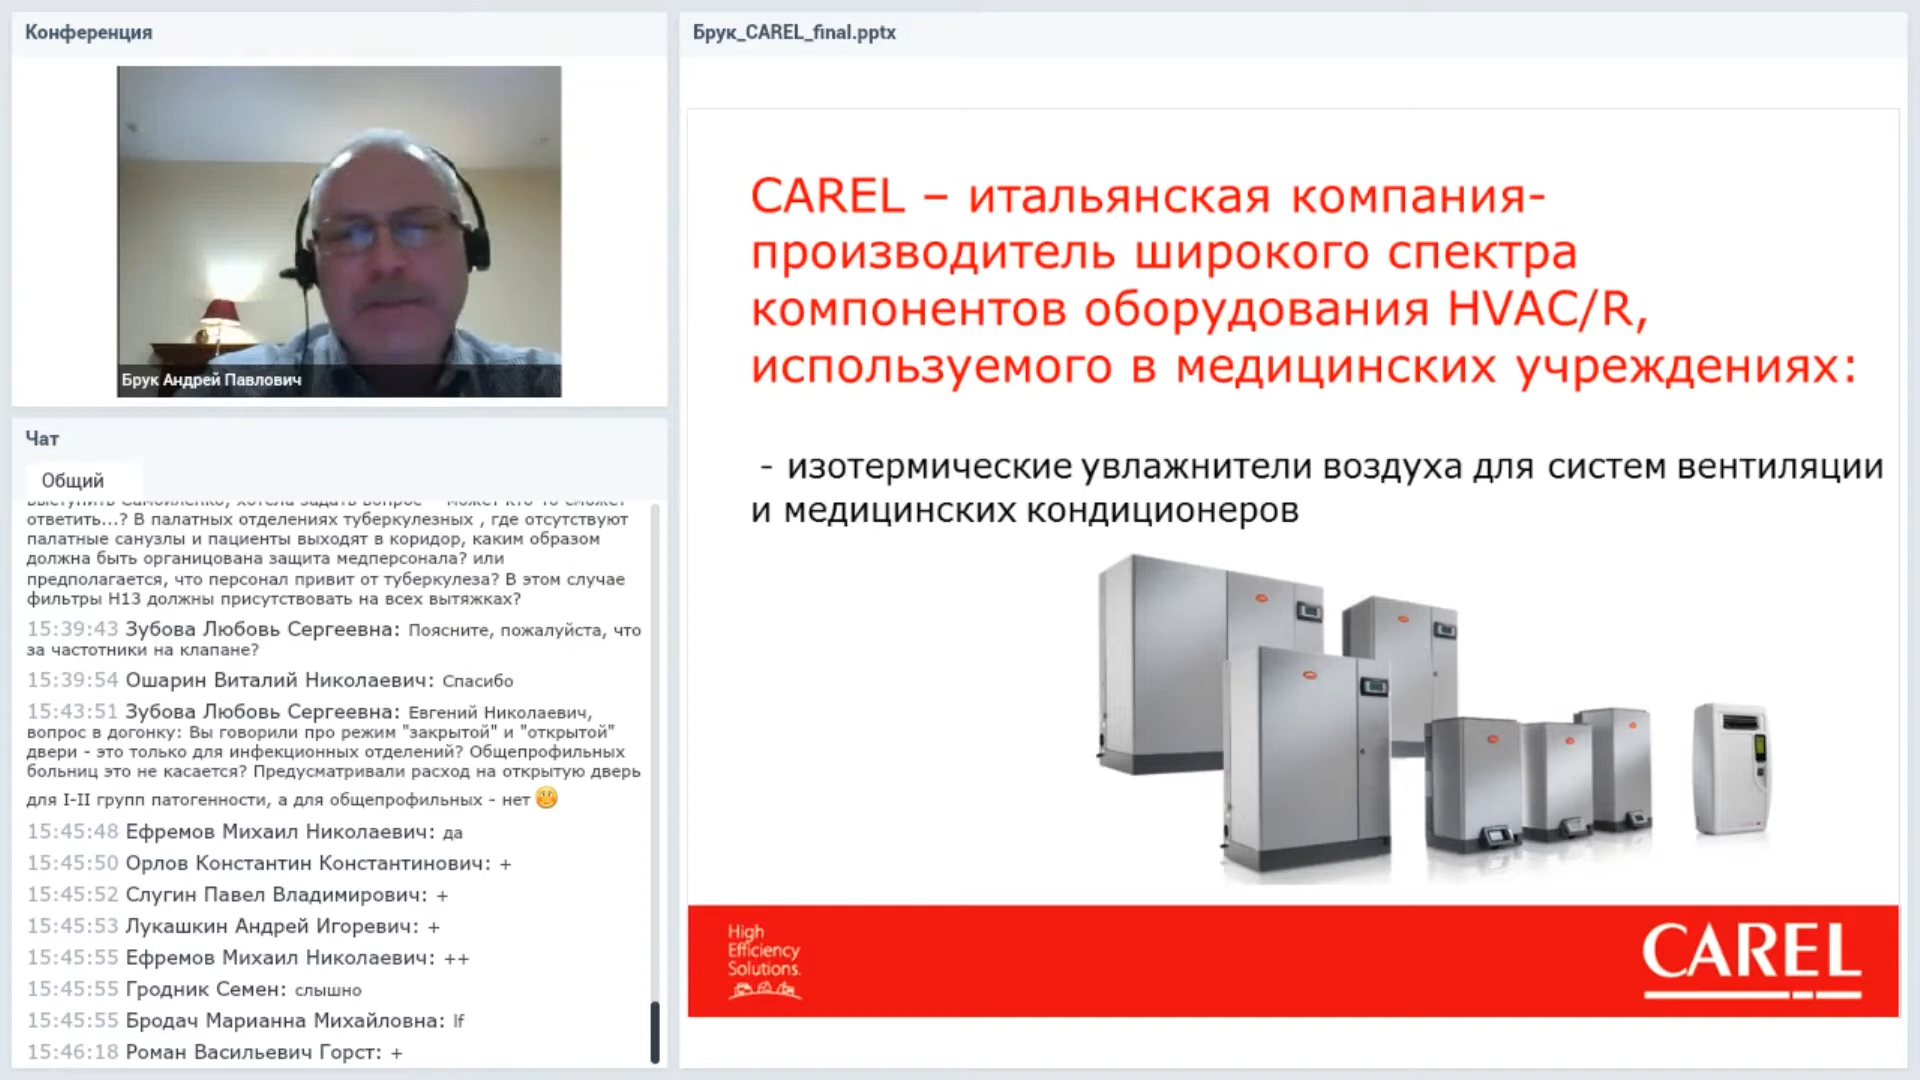 Конференция
Брук Андрей Павлович
Чат
Общий
ответить...? В палатных отделениях туберкулезных , где отсутствуют
палатные санузлы и пациенты выходят в коридор, каким образом
должна быть организована защита медперсонала? или
предполагается, что персонал привит от туберкулеза? В этом случае
фильтры H13 должны присутствовать на всех вытяжках?
15:39:43 Зубова Любовь Сергеевна: Поясните, пожалуйста, что
за частотники на клапане?
15:39:54 Ошарин Виталий Николаевич: Спасибо
15:43:51 Зубова Любовь Сергеевна: Евгений Николаевич,
вопрос в догонку: Вы говорили про режим "закрытой" и "открытой"
двери - это только для инфекционных отделений? Общепрофильных
больниц это не касается? Предусматривали расход на открытую дверь
для I-II групп патогенности, а для общепрофильных - нет
15:45:48 Ефремов Михаил Николаевич: да
15:45:50 Орлов Константин Константинович: +
15:45:52 Слугин Павел Владимирович: +
15:45:53 Лукашкин Андрей Игоревич: +
15:45:55 Ефремов Михаил Николаевич: ++
15:45:55 Гродник Семен: слышно
15:45:55 Бродач Марианна Михайловна: lf
15:46:18 Роман Васильевич Горст: +
Брук_CAREL_final.pptx
CAREL – итальянская компания-
производитель широкого спектра
компонентов оборудования HVAC/R,
используемого в медицинских учреждениях:
- изотермические увлажнители воздуха для систем вентиляции
и медицинских кондиционеров
High
Efficiency
Solutions.
CAREL